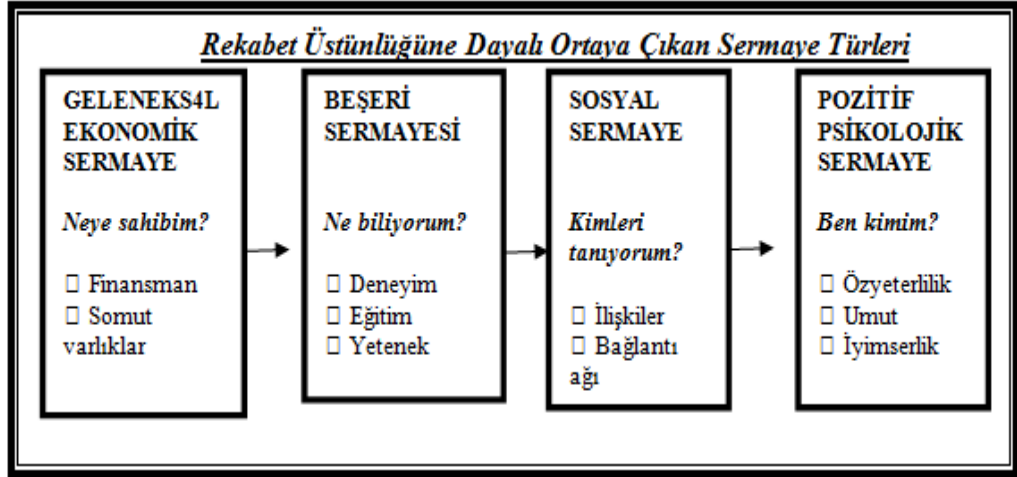 Rekabet Üstünlüğüne Dayalı Ortaya Çıkan Sermaye Türleri
GELENEKS4L
EKONOMİK
SERMAYE
Neye sahibim?
□ Finansman
□ Somut
varlıklar
BEŞERİ
SERMAYESİ
Ne biliyorum?
□ Deneyim
□ Eğitim
□ Yetenek
SOSYAL
SERMAYE
Kimleri
tanıyorum?
□ İlişkiler
□ Bağlantı
ağı
POZİTİF
PSİKOLOJİK
SERMAYE
Ben kimim?
□ Özyeterlilik
□ Umut
□ İyimserlik